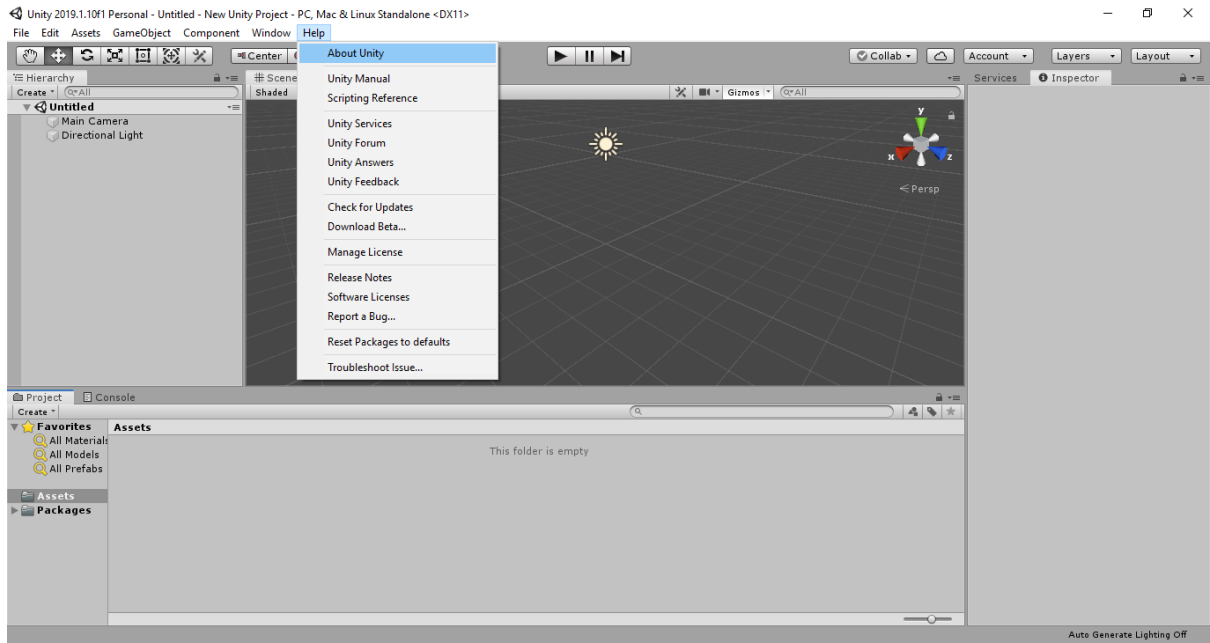 Unity 2019.1.10f1 Personal - Untitled - New Unity Project - PC, Mac & Linux Standalone <DX11>
File Edit Assets GameObject Component Window Help
Center
Collab
Account
Layers
Layout
About Unity
Unity Manual
Scripting Reference
Unity Services
Unity Forum
Unity Answers
Unity Feedback
Check for Updates
Download Beta...
Manage License
Release Notes
Software Licenses
Report a Bug...
Reset Packages to defaults
Troubleshoot Issue...
Hierarchy
Create All
Untitled
Main Camera
Directional Light
# Scene
Shaded
Gizmos All
y
x z
< Persp
Services Inspector
Project Console
Create
Favorites
All Materials
All Models
All Prefabs
Assets
Packages
Assets
This folder is empty
Auto Generate Lighting Off